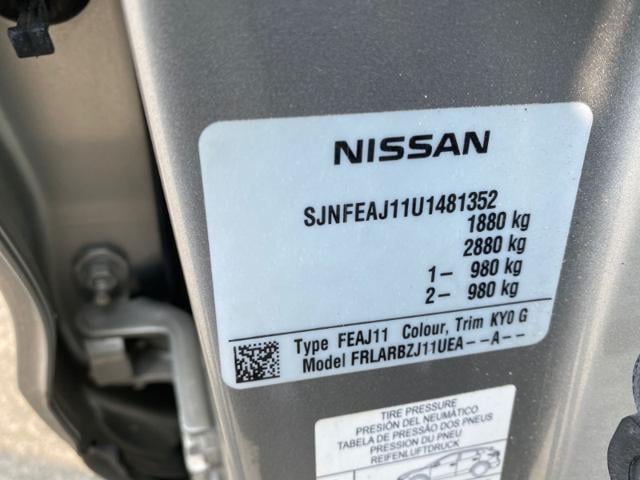 NISSAN
SJNFEAJ11U1481352
1880 kg
2880 kg
1- 980 kg
2- 980 kg
Type FEAJ11 Colour, Trim KY0 G
Model FRLARBZJ11UEA--A--
TIRE PRESSURE
PRESIÓN DEL NEUMÁTICO
TABELA DE PRESSÃO DOS PNEUS
PRESSION DU PNEU
REIFENLUFTDRUCK